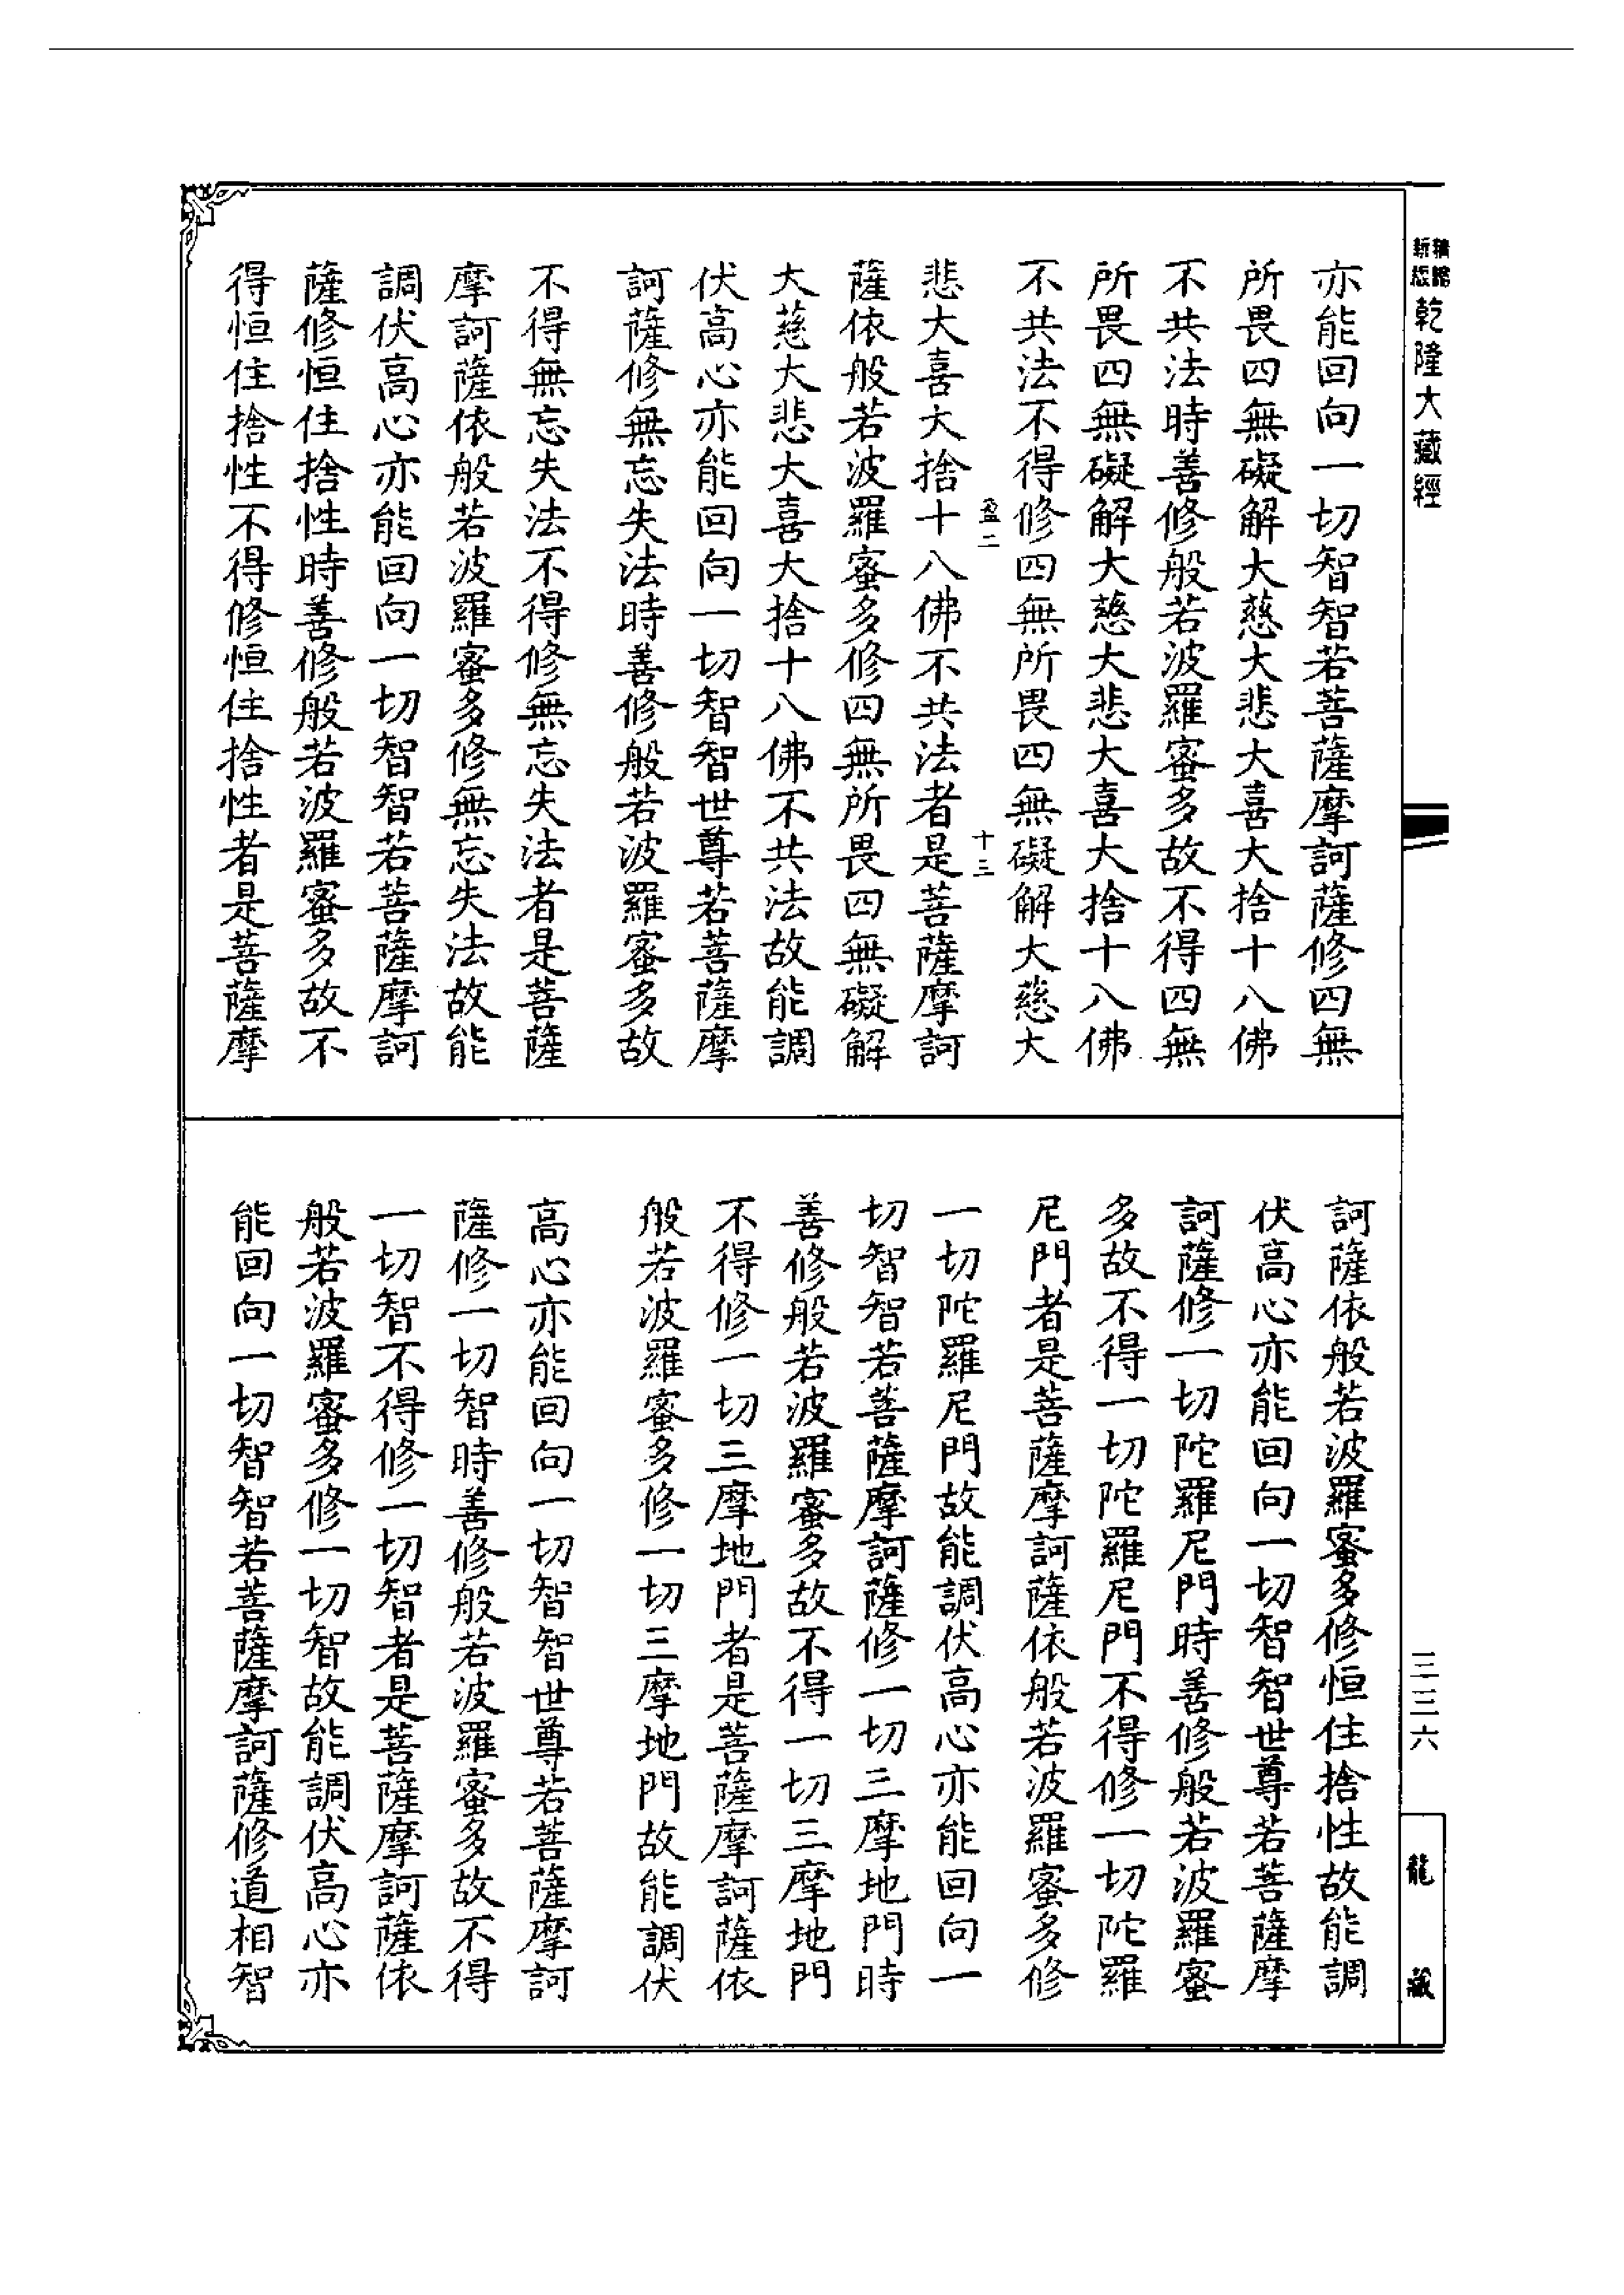 乾隆大藏經
亦能回向一切智智若菩薩摩訶薩修四無
所畏四無礙解大慈大悲大喜大捨十八佛
不共法時善修般若波羅蜜多故不得四無
所畏四無礙解大慈大悲大喜大捨十八佛
不共法不得修四無所畏四無礙解大慈大
盈二
十三
悲大喜大捨十八佛不共法者是菩薩摩訶
薩依般若波羅蜜多修四無所畏四無礙解
大慈大悲大喜大捨十八佛不共法故能調
伏高心亦能回向一切智智世尊若菩薩摩
訶薩修無忘失法時善修般若波羅蜜多故
不得無忘失法不得修無忘失法者是菩薩
摩訶薩依般若波羅蜜多修無忘失法故能
調伏高心亦能回向一切智智若菩薩摩訶
薩修恒住捨性時善修般若波羅蜜多故不
得恒住捨性不得修恒住捨性者是菩薩摩
訶薩依般若波羅蜜多修恒住捨性故能調
伏高心亦能回向一切智智世尊若菩薩摩
訶薩修一切陀羅尼門時善修般若波羅蜜
多故不得一切陀羅尼門不得修一切陀羅
尼門者是菩薩摩訶薩依般若波羅蜜多修
一切陀羅尼門故能調伏高心亦能回向一
切智智若菩薩摩訶薩修一切三摩地門時
善修般若波羅蜜多故不得一切三摩地門
不得修一切三摩地門者是菩薩摩訶薩依
般若波羅蜜多修一切三摩地門故能調伏
高心亦能回向一切智智世尊若菩薩摩訶
薩修一切智時善修般若波羅蜜多故不得
一切智不得修一切智者是菩薩摩訶薩依
般若波羅蜜多修一切智故能調伏高心亦
能回向一切智智若菩薩摩訶薩修道相智
三三六
龍藏